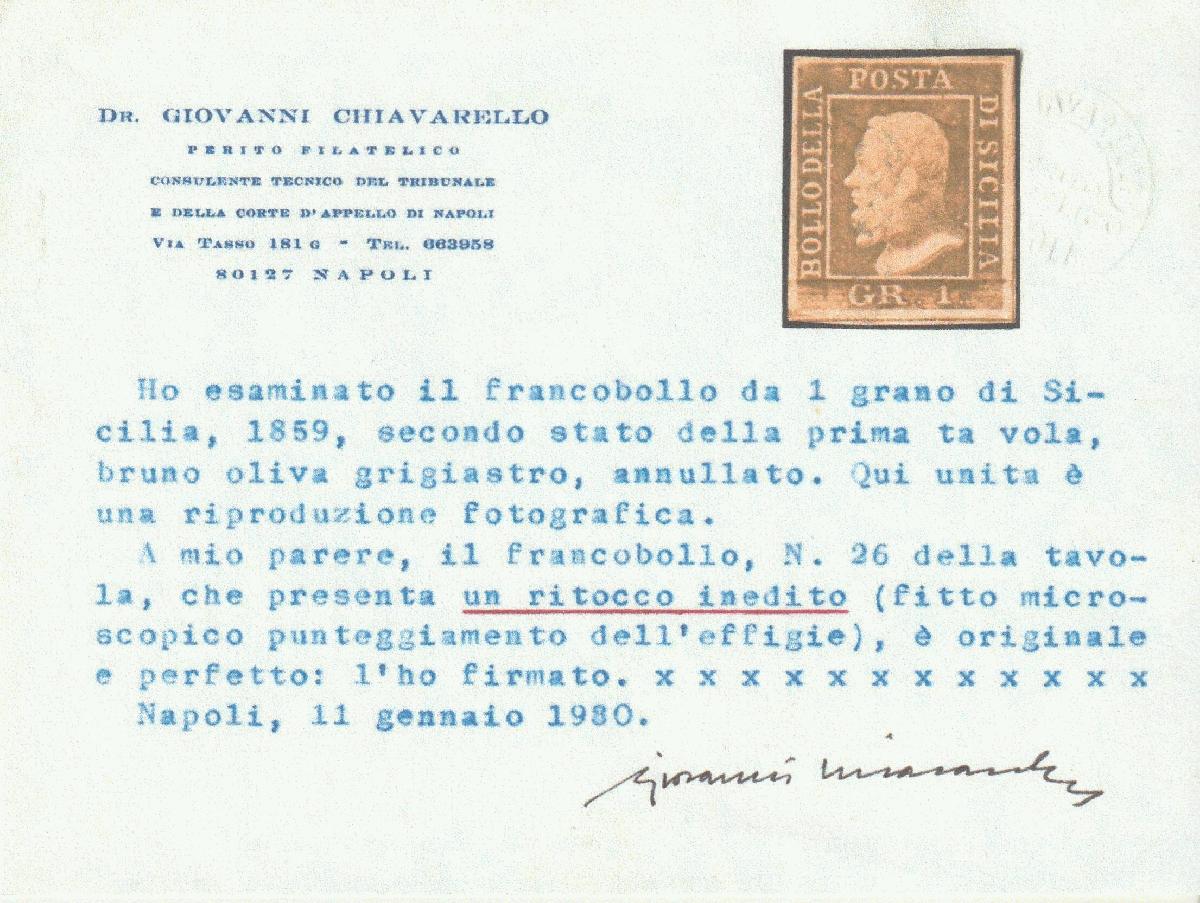 DR. GIOVANNI CHIAVARELLO
PERITO FILATELICO
CONSULENTE TECNICO DEL TRIBUNALE
E DELLA CORTE D'APPELLO DI NAPOLI
VIA TASSO 181 G - TEL. 663958
80127 NAPOLI
POSTA
BOLLO DELLA
DI SICILIA
GR. 1.
Ho esaminato il francobollo da 1 grano di Si-
cilia, 1859, secondo stato della prima ta vola,
bruno oliva grigiastro, annullato. Qui unita è
una riproduzione fotografica.
A mio parere, il francobollo, N. 26 della tavo-
la, che presenta un ritocco inedito (fitto micro-
scopico punteggiamento dell'effigie), è originale
e perfetto: l'ho firmato. x x x x x x x x x x x x
Napoli, 11 gennaio 1980.